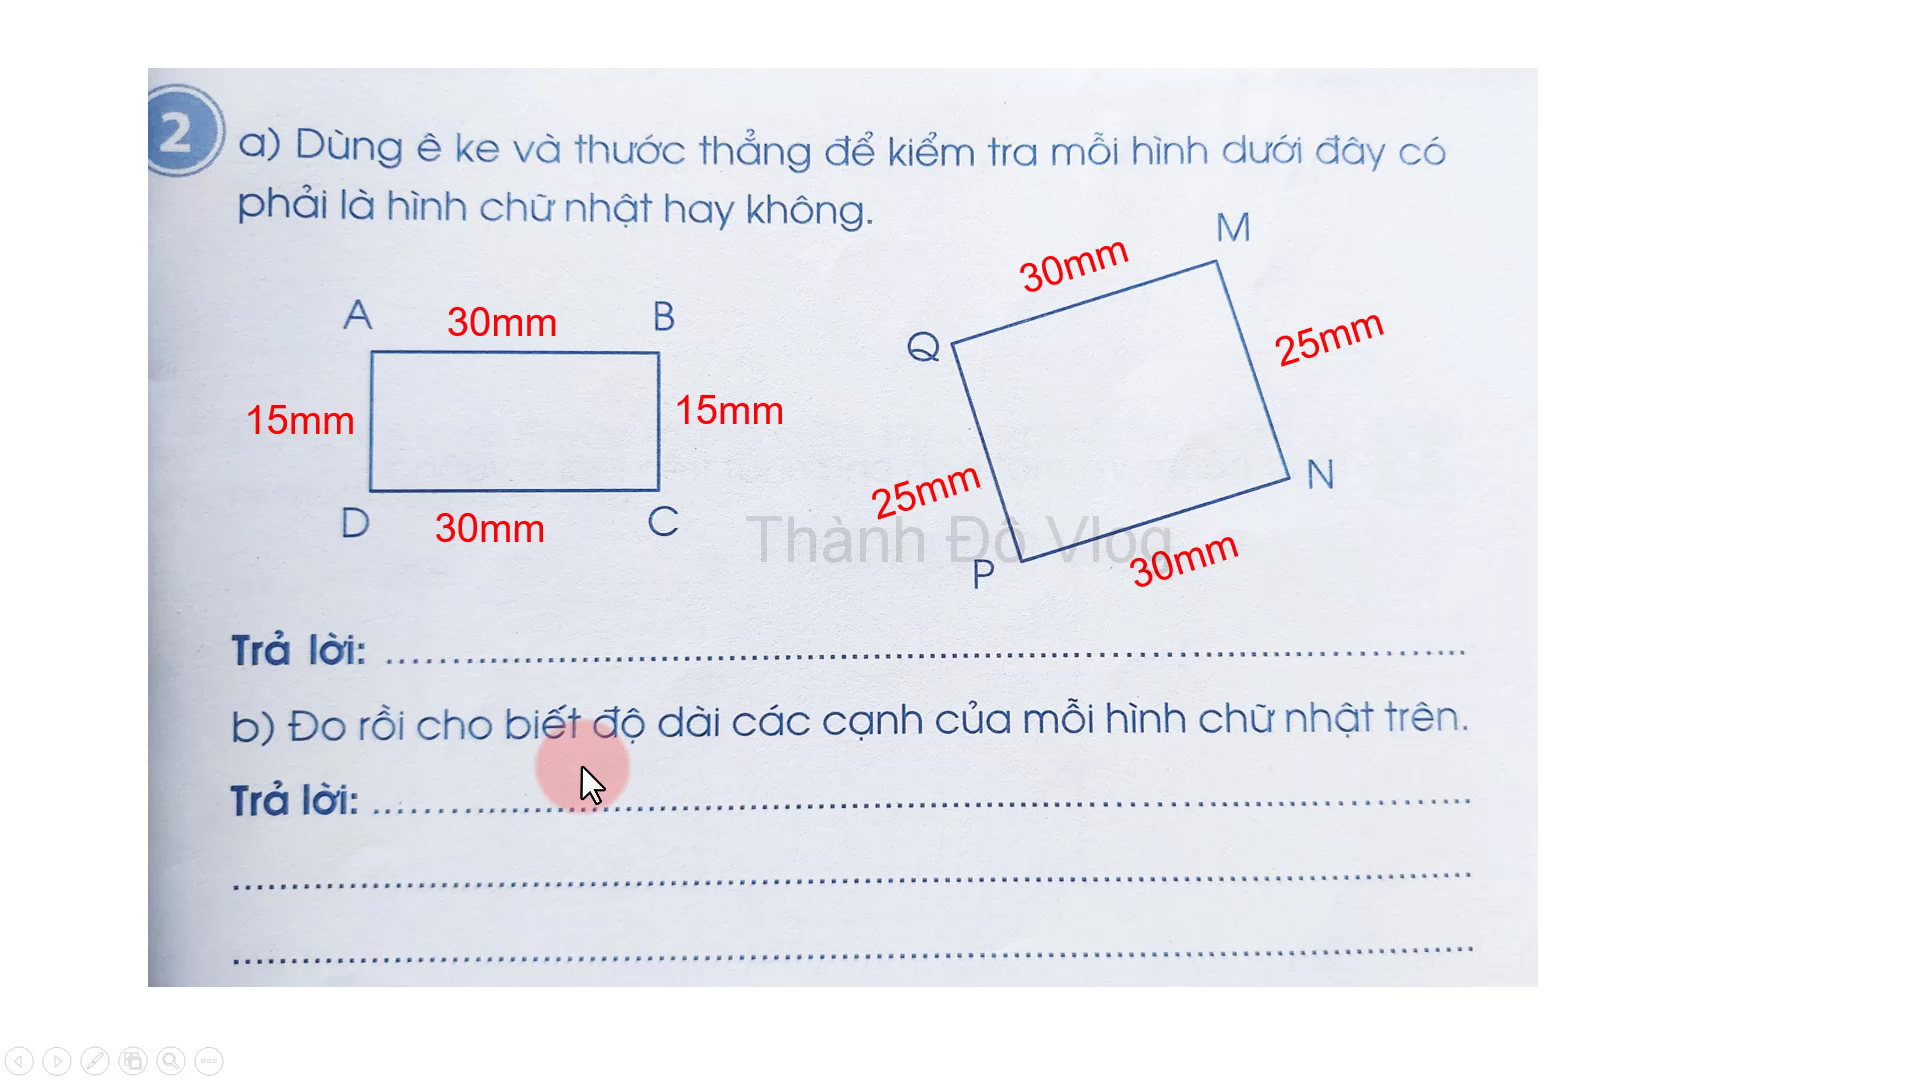 2
a) Dùng ê ke và thước thẳng để kiểm tra mỗi hình dưới đây có
phải là hình chữ nhật hay không.
A 30mm B
15mm 15mm
D 30mm C
M
30mm
Q 25mm
25mm N
P 30mm
Thành Đô Vlog
Trả lời: ........................................
b) Đo rồi cho biết độ dài các cạnh của mỗi hình chữ nhật trên.
Trả lời: ........................................